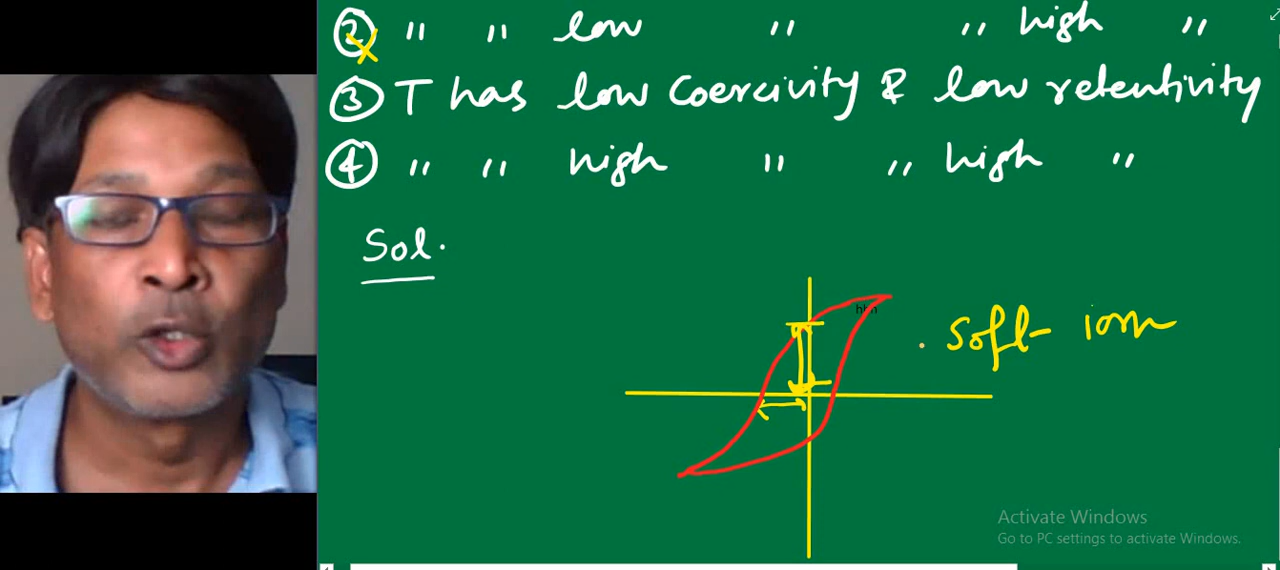 ② " " low " " high "
③ T has low Coercivity & low retentivity
④ " " high " " high "
Sol.
hhn
. Soft iron
Activate Windows
Go to PC settings to activate Windows.